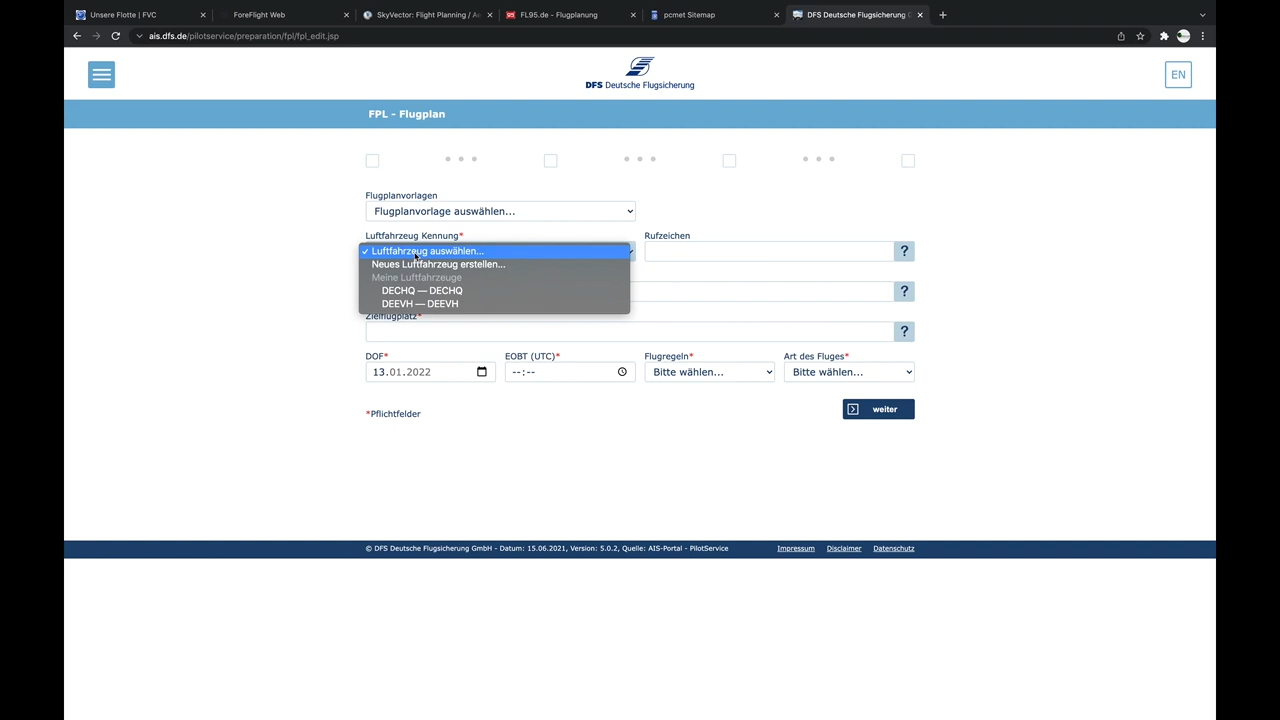 Unsere Flotte | FVC
ForeFlight Web
SkyVector: Flight Planning / Ae
FL95.de - Flugplanung
pcmet Sitemap
DFS Deutsche Flugsicherung G
ais.dfs.de/pilotservice/preparation/fpl/fpl_edit.jsp
DFS Deutsche Flugsicherung
EN
FPL - Flugplan
Flugplanvorlagen
Flugplanvorlage auswählen...
Luftfahrzeug Kennung*
Rufzeichen
✓ Luftfahrzeug auswählen...
?
Neues Luftfahrzeug erstellen...
Meine Luftfahrzeuge
DECHQ — DECHQ
?
DEEVH — DEEVH
Zielflugplatz*
?
DOF*
EOBT (UTC)*
Flugregeln*
Art des Fluges*
13.01.2022
--:--
Bitte wählen...
Bitte wählen...
*Pflichtfelder
weiter
© DFS Deutsche Flugsicherung GmbH - Datum: 15.06.2021, Version: 5.0.2, Quelle: AIS-Portal - PilotService
Impressum
Disclaimer
Datenschutz